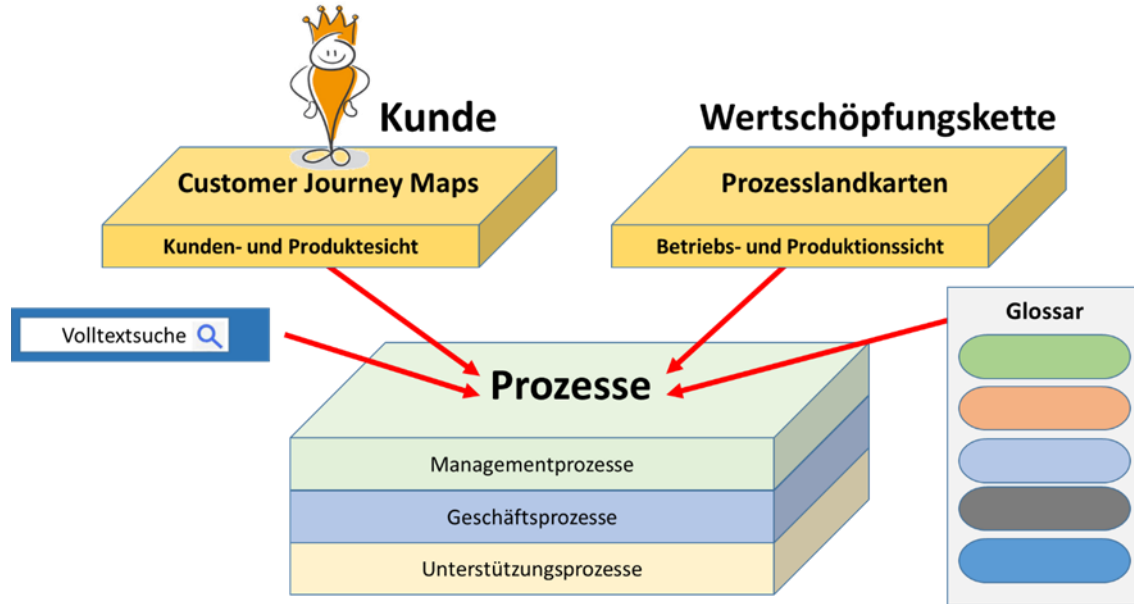 Kunde
Wertschöpfungskette
Customer Journey Maps
Prozesslandkarten
Kunden- und Produktesicht
Betriebs- und Produktionssicht
Volltextsuche
Glossar
Prozesse
Managementprozesse
Geschäftsprozesse
Unterstützungsprozesse